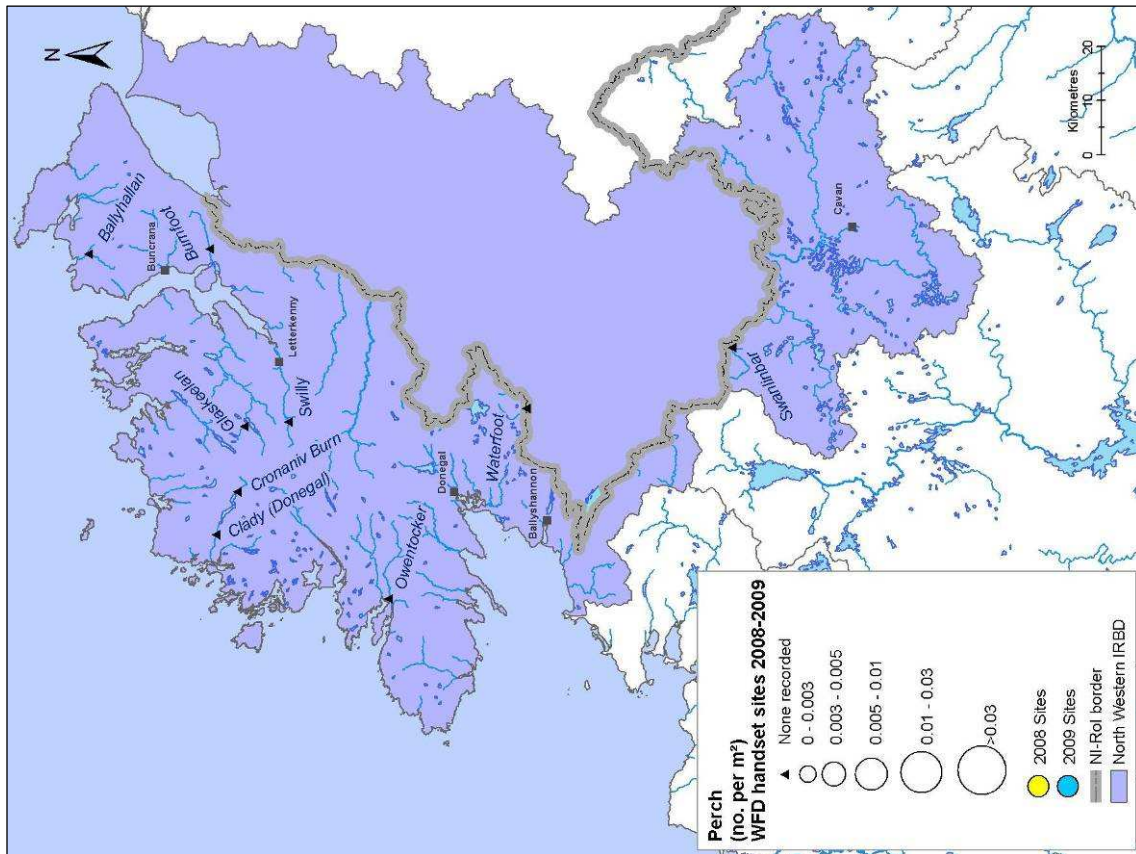 N
Ballyhallan
Buncrana
Burnfoot
Letterkenny
Glaskeelan
Swilly
Cronaniv Burn
Clady (Donegal)
Donegal
Waterfoot
Owentocker
Ballyshannon
Swanlinbar
Cavan
0 10 20
Kilometres
Perch
(no. per m²)
WFD handset sites 2008-2009
None recorded
0 - 0.003
0.003 - 0.005
0.005 - 0.01
0.01 - 0.03
>0.03
2008 Sites
2009 Sites
NI-RoI border
North Western IRBD